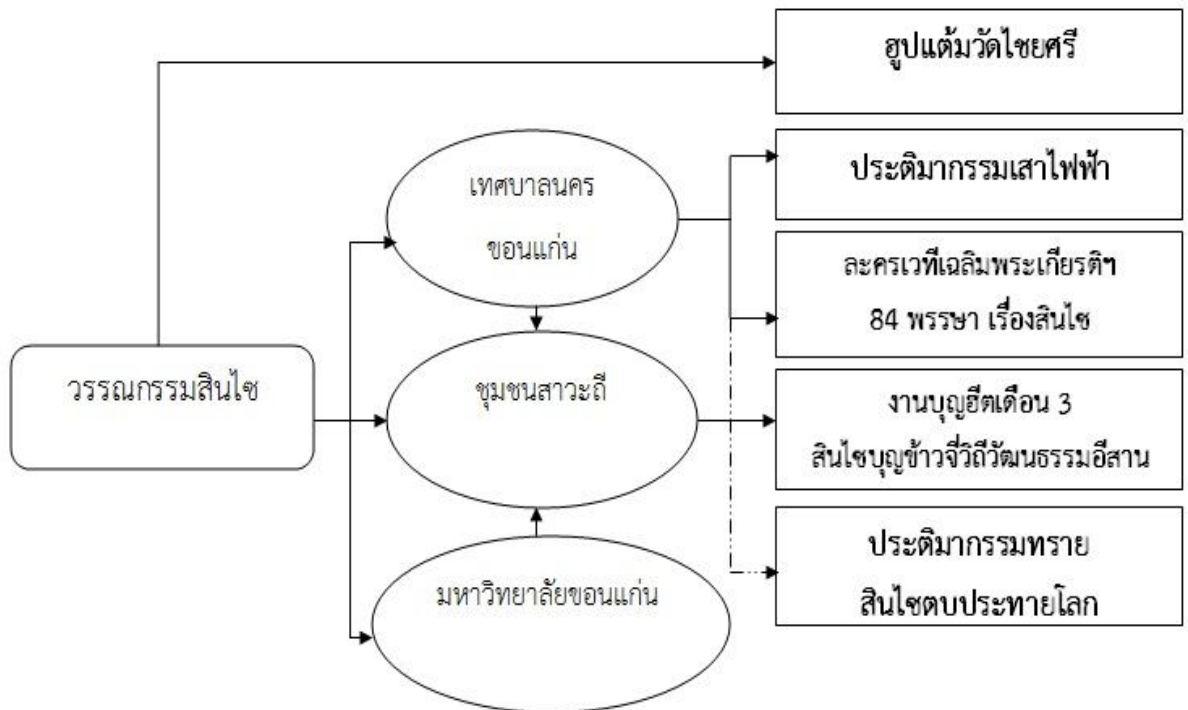 วรรณกรรมสินไซ
เทศบาลนคร
ขอนแก่น
ชุมชนสาวะถี
มหาวิทยาลัยขอนแก่น
ฮูปแต้มวัดไชยศรี
ประติมากรรมเสาไฟฟ้า
ละครเวทีเฉลิมพระเกียรติฯ
84 พรรษา เรื่องสินไซ
งานบุญฮีตเดือน 3
สินไซบุญข้าวจี่วิถีวัฒนธรรมอีสาน
ประติมากรรมทราย
สินไซตบประทายโลก